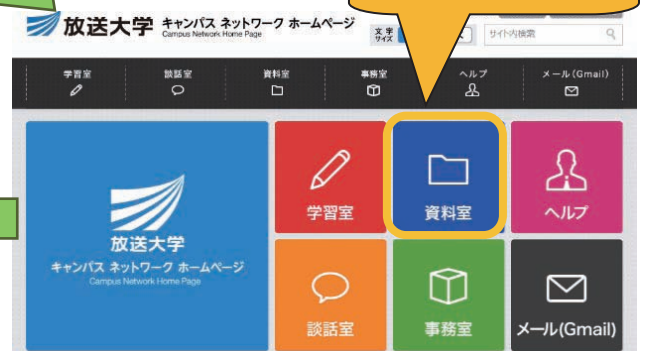 放送大学 キャンパス ネットワーク ホームページ
Campus Network Home Page
文字
サイズ
サイト内検索
学習室 談話室 資料室 事務室 ヘルプ メール(Gmail)
学習室 資料室 ヘルプ
放送大学
キャンパス ネットワーク ホームページ
Campus Network Home Page
談話室 事務室 メール(Gmail)